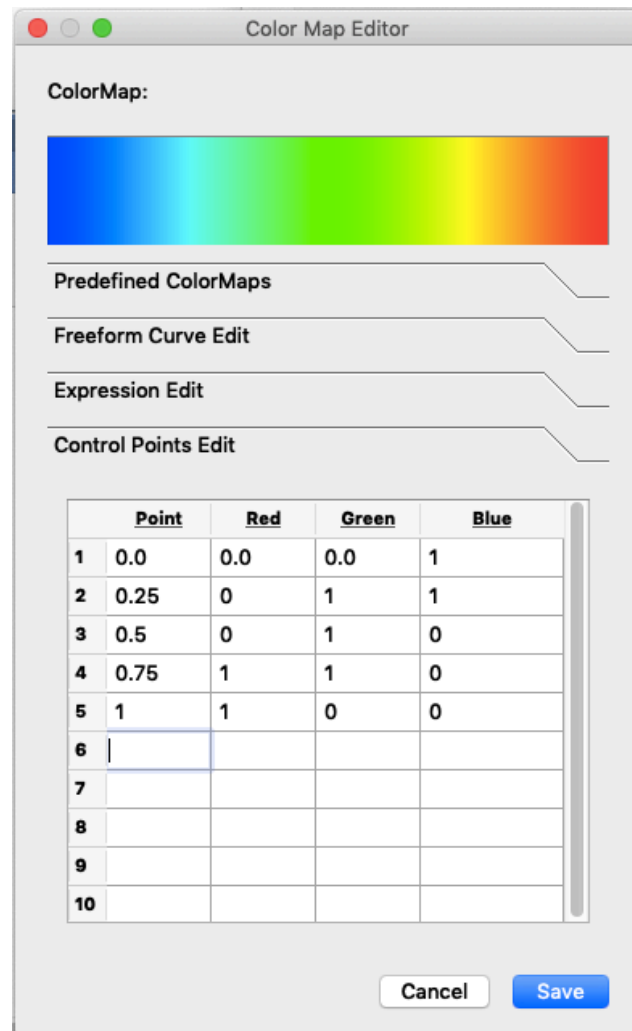 Color Map Editor
ColorMap:
Predefined ColorMaps
Freeform Curve Edit
Expression Edit
Control Points Edit
Point Red Green Blue
1 0.0 0.0 0.0 1
2 0.25 0 1 1
3 0.5 0 1 0
4 0.75 1 1 0
5 1 1 0 0
6
7
8
9
10
Cancel Save